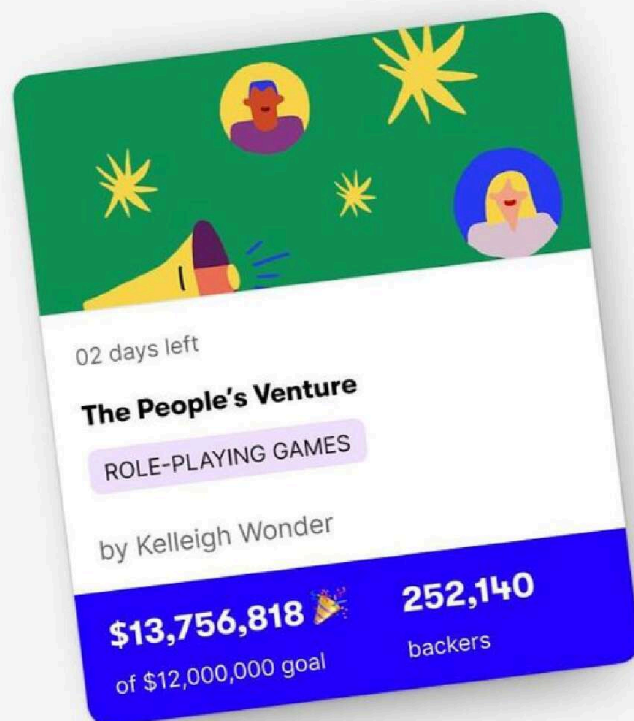 02 days left
The People's Venture
ROLE-PLAYING GAMES
by Kelleigh Wonder
$13,756,818 🎉 252,140
of $12,000,000 goal backers